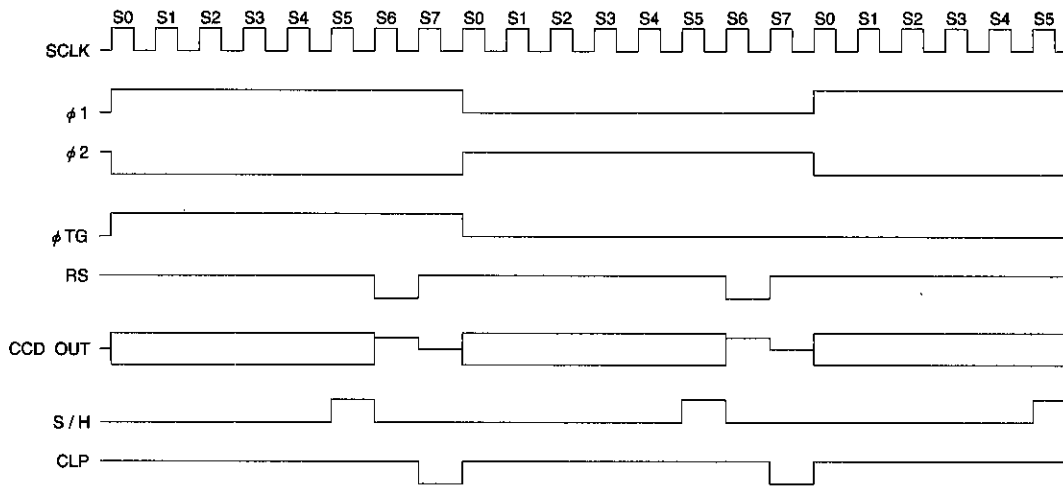 S0 S1 S2 S3 S4 S5 S6 S7 S0 S1 S2 S3 S4 S5 S6 S7 S0 S1 S2 S3 S4 S5
SCLK
ϕ1
ϕ2
ϕTG
RS
CCD OUT
S / H
CLP